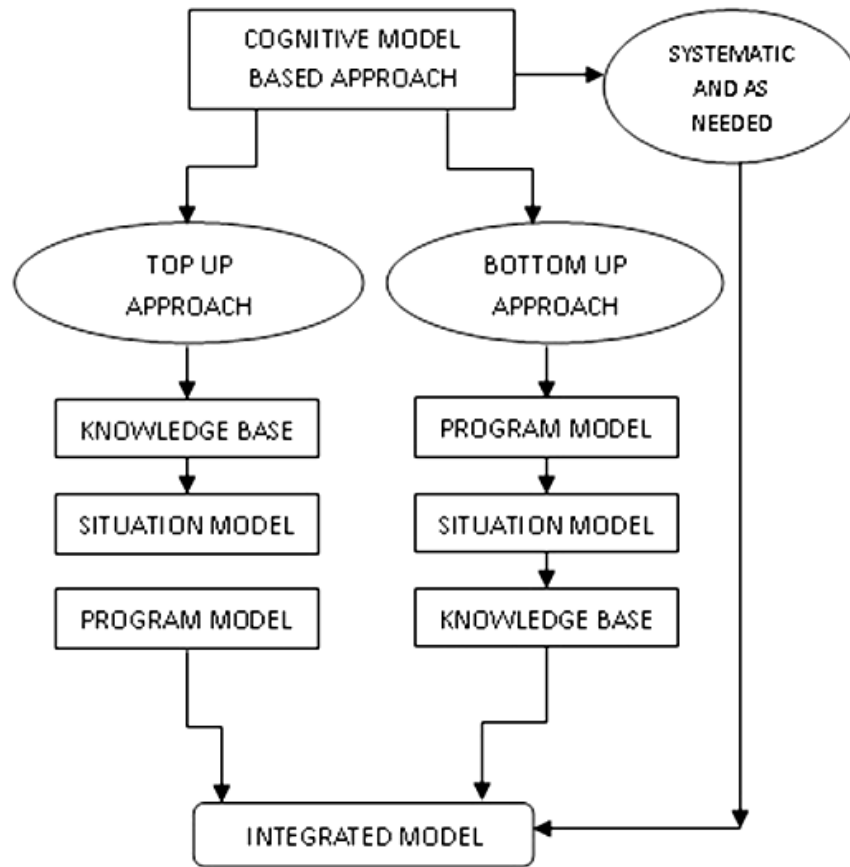 COGNITIVE MODEL
BASED APPROACH
SYSTEMATIC
AND AS
NEEDED
TOP UP
APPROACH
BOTTOM UP
APPROACH
KNOWLEDGE BASE
PROGRAM MODEL
SITUATION MODEL
SITUATION MODEL
PROGRAM MODEL
KNOWLEDGE BASE
INTEGRATED MODEL